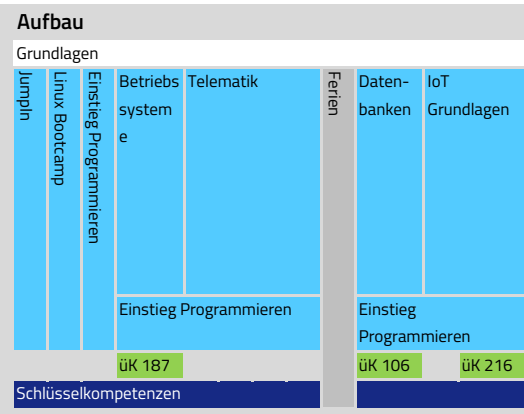 Aufbau
Grundlagen
JumpIn
Linux Bootcamp
Einstieg Programmieren
Betriebs
system
e
Telematik
Ferien
Daten-
banken
IoT
Grundlagen
Einstieg Programmieren
Einstieg
Programmieren
üK 187
üK 106
üK 216
Schlüsselkompetenzen